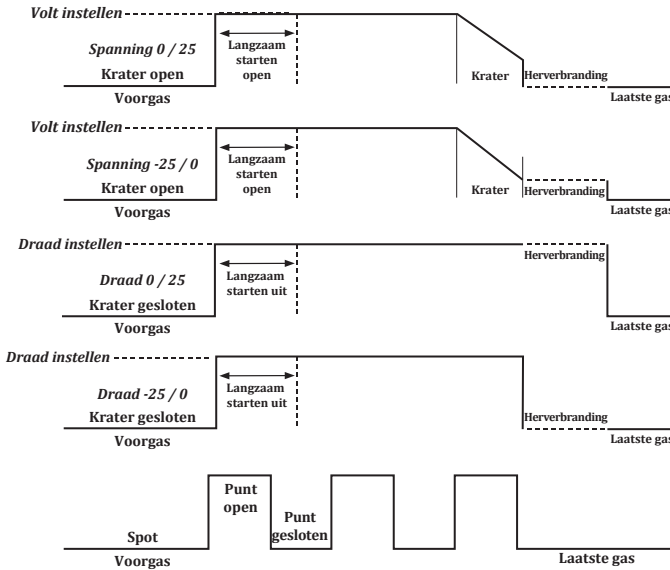 Volt instellen
Langzaam
starten
open
Spanning 0 / 25
Krater open
Krater
Herverbranding
Voorgas
Laatste gas
Volt instellen
Langzaam
starten
open
Spanning -25 / 0
Krater open
Krater
Herverbranding
Voorgas
Laatste gas
Draad instellen
Herverbranding
Langzaam
starten uit
Draad 0 / 25
Krater gesloten
Voorgas
Laatste gas
Draad instellen
Langzaam
starten uit
Draad -25 / 0
Krater gesloten
Herverbranding
Voorgas
Laatste gas
Punt
open
Punt
gesloten
Spot
Voorgas
Laatste gas